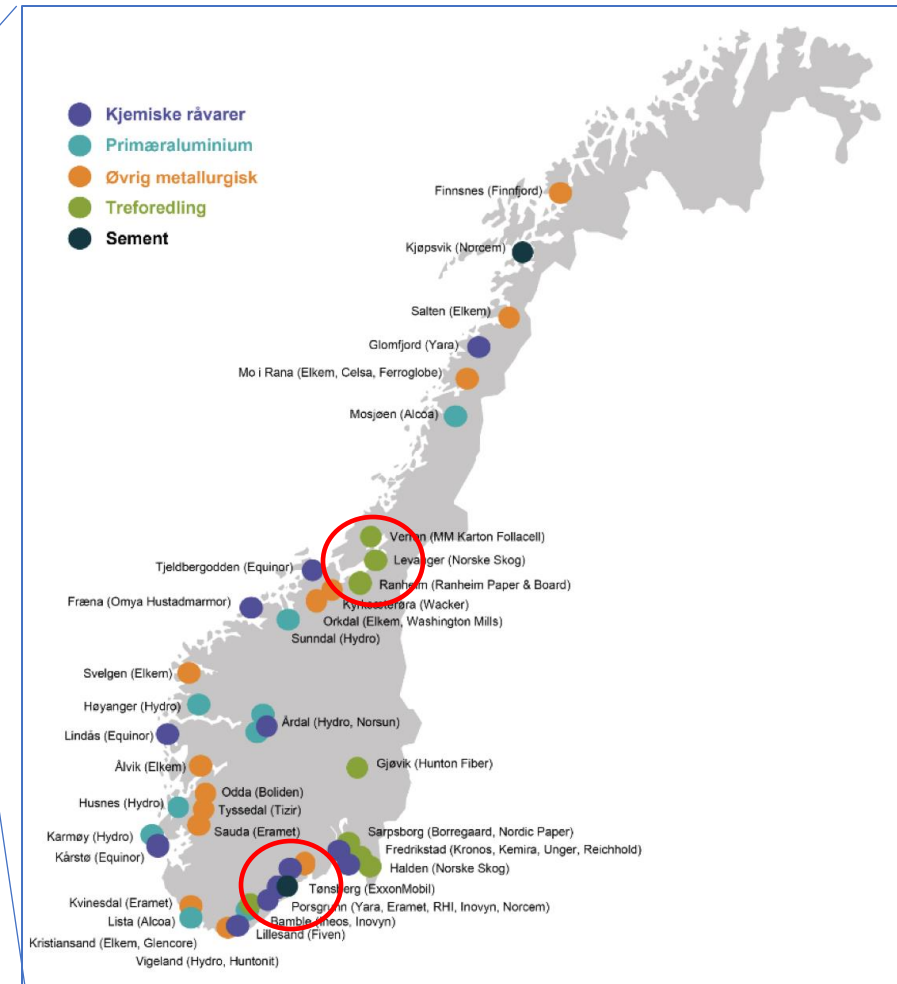 Kjemiske råvarer
Primæraluminium
Øvrig metallurgisk
Treforedling
Sement
Finnsnes (Finnfjord)
Kjøpsvik (Norcem)
Salten (Elkem)
Glomfjord (Yara)
Mo i Rana (Elkem, Celsa, Ferroglobe)
Mosjøen (Alcoa)
Verran (MM Karton Follacell)
Levanger (Norske Skog)
Tjeldbergodden (Equinor)
Ranheim (Ranheim Paper & Board)
Fræna (Omya Hustadmarmor)
Kyrksæterøra (Wacker)
Orkdal (Elkem, Washington Mills)
Sunndal (Hydro)
Svelgen (Elkem)
Høyanger (Hydro)
Årdal (Hydro, Norsun)
Lindås (Equinor)
Ålvik (Elkem)
Gjøvik (Hunton Fiber)
Odda (Boliden)
Husnes (Hydro)
Tyssedal (Tizir)
Sauda (Eramet)
Sarpsborg (Borregaard, Nordic Paper)
Karmøy (Hydro)
Fredrikstad (Kronos, Kemira, Unger, Reichhold)
Kårstø (Equinor)
Halden (Norske Skog)
Tønsberg (ExxonMobil)
Kvinesdal (Eramet)
Porsgrunn (Yara, Eramet, RHI, Inovyn, Norcem)
Lista (Alcoa)
Bamble (Ineos, Inovyn)
Lillesand (Fiven)
Kristiansand (Elkem, Glencore)
Vigeland (Hydro, Huntonit)